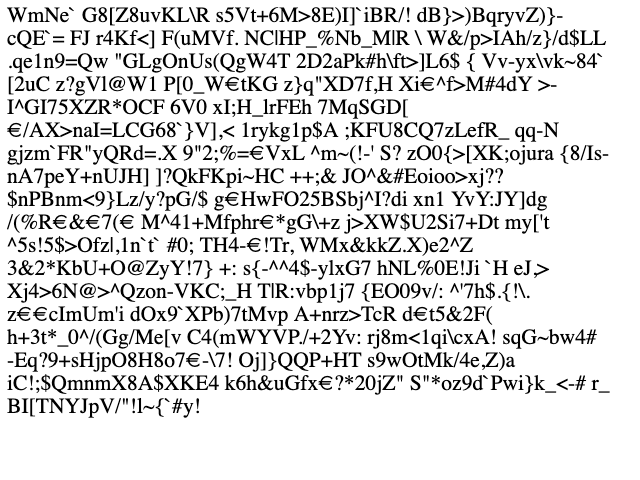 WmNe` G8[Z8uvKL\R s5Vt+6M>8E)I]`iBR/! dB}>)BqryvZ)}-
cQE`= FJ r4Kf<] F(uMVf. NC|HP_%Nb_M|R \ W&/p>IAh/z}/d$LL
.qe1n9=Qw "GLgOnUs(QgW4T 2D2aPk#h\ft>]L6$ { Vv-yx\vk~84`
[2uC z?gVl@W1 P[0_W€tKG z}q"XD7f,H Xi€^f>M#4dY >-
I^GI75XZR*OCF 6V0 xI;H_lrFEh 7MqSGD[
€/AX>naI=LCG68`}V],< 1rykg1p$A ;KFU8CQ7zLefR_ qq-N
gjzm`FR"yQRd=.X 9"2;%=€VxL ^m~(!-' S? zO0{>[XK;ojura {8/Is-
nA7peY+nUJH] ]?QkFKpi~HC ++;& JO^&#Eoioo>xj??
$nPBnm<9}Lz/y?pG/$ g€HwFO25BSbj^I?di xn1 YvY:JY]dg
/(%R€&€7(€ M^41+Mfphr€*gG\+z j>XW$U2Si7+Dt my['t
^5s!5$>Ofz|,1n`t` #0; TH4-€!Tr, WMx&kkZ.X)e2^Z
3&2*KbU+O@ZyY!7} +: s{-^^4$-ylxG7 hNL%0E!Ji `H eJ,>
Xj4>6N@>^Qzon-VKC;_H T|R:vbp1j7 {EO09v/: ^'7h$.{!\.
z€€cImUm'i dOx9`XPb)7tMvp A+nrz>TcR d€t5&2F(
h+3t*_0^/(Gg/Me[v C4(mWYVP./+2Yv: rj8m<1qi\cxA! sqG~bw4#
-Eq?9+sHjpO8H8o7€-\7! Oj]}QQP+HT s9wOtMk/4e,Z)a
iC!;$QmnmX8A$XKE4 k6h&uGfx€?*20jZ" S"*oz9d`Pwi}k_<-# r_
BI[TNYJpV/"!l~{`#y!